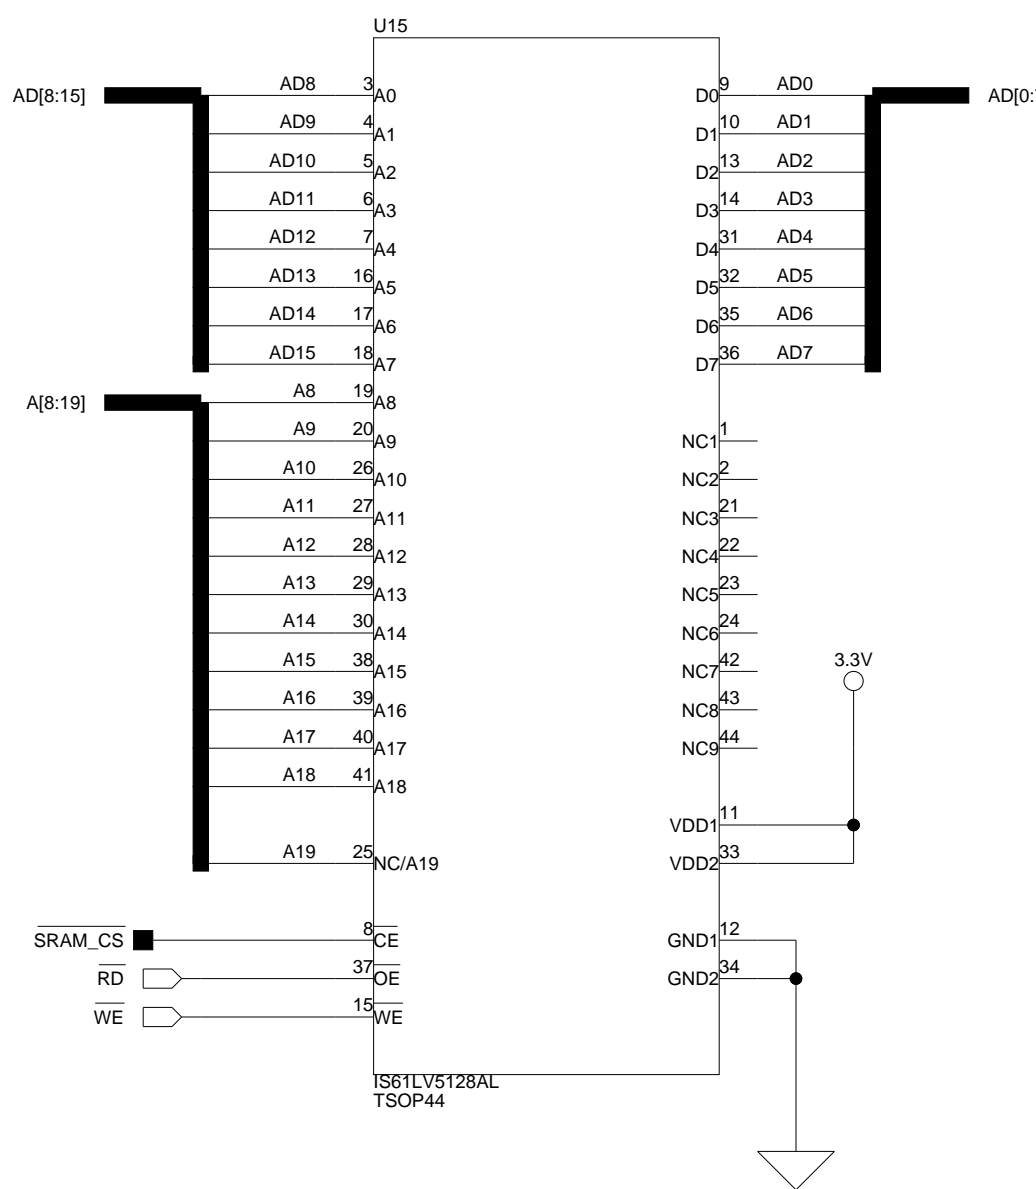 U15
AD[8:15] AD8 3 A0 D0 9 AD0 AD[0:
AD9 4 A1 D1 10 AD1
AD10 5 A2 D2 13 AD2
AD11 6 A3 D3 14 AD3
AD12 7 A4 D4 31 AD4
AD13 16 A5 D5 32 AD5
AD14 17 A6 D6 35 AD6
AD15 18 A7 D7 36 AD7
A[8:19] A8 19 A8
A9 20 A9 NC1 1
A10 26 A10 NC2 2
A11 27 A11 NC3 21
A12 28 A12 NC4 22
A13 29 A13 NC5 23
A14 30 A14 NC6 24
A15 38 A15 NC7 42 3.3V
A16 39 A16 NC8 43
A17 40 A17 NC9 44
A18 41 A18
VDD1 11
A19 25 NC/A19 VDD2 33
SRAM_CS 8 CE GND1 12
RD 37 OE GND2 34
WE 15 WE
IS61LV5128AL
TSOP44